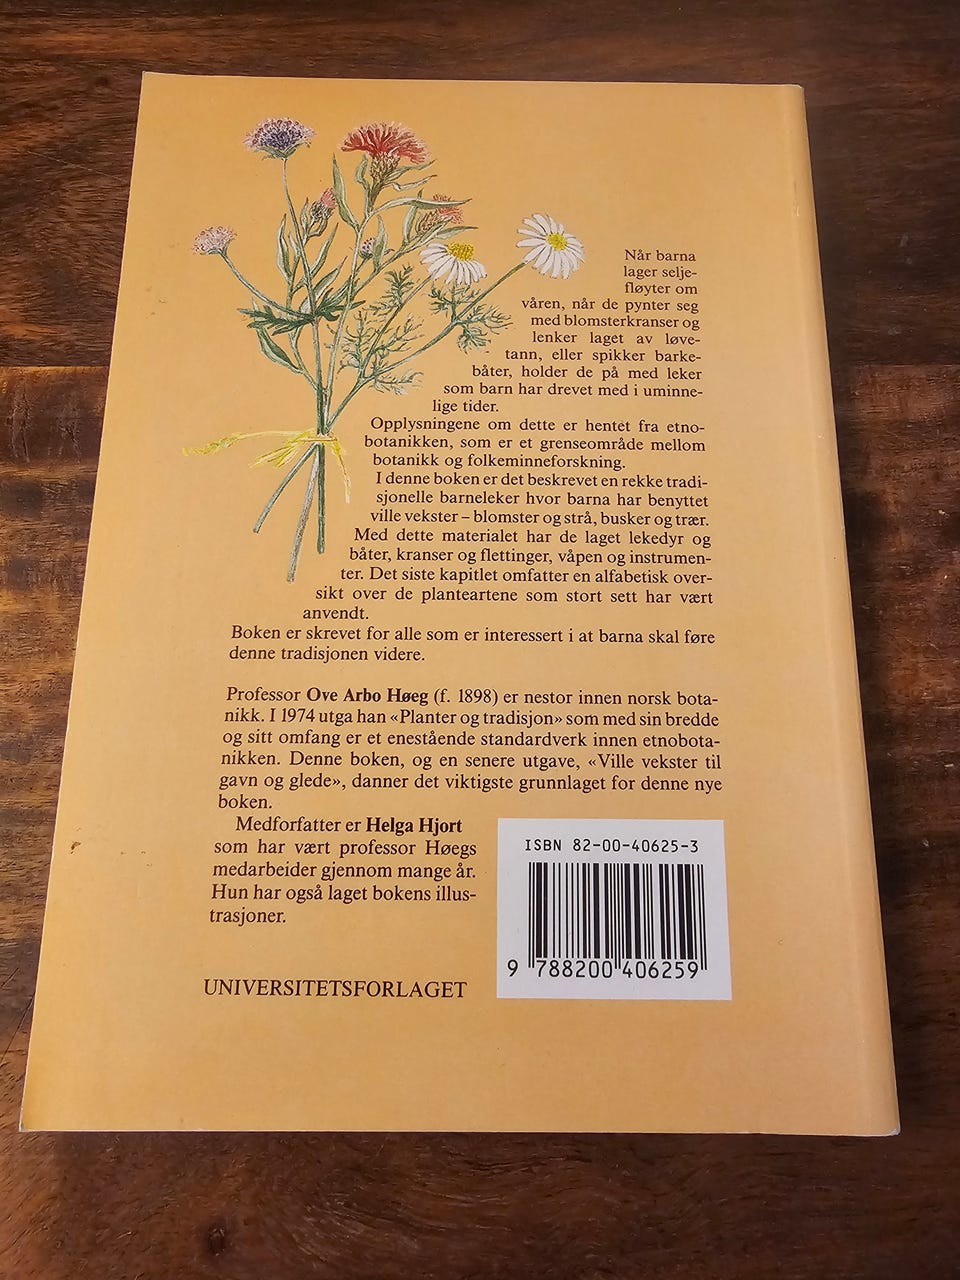 Når barna
lager selje-
fløyter om
våren, når de pynter seg
med blomsterkranser og
lenker laget av løve-
tann, eller spikker barke-
båter, holder de på med leker
som barn har drevet med i uminne-
lige tider.
Opplysningene om dette er hentet fra etno-
botanikken, som er et grenseområde mellom
botanikk og folkeminneforskning.
I denne boken er det beskrevet en rekke tradi-
sjonelle barneleker hvor barna har benyttet
ville vekster – blomster og strå, busker og trær.
Med dette materialet har de laget lekedyr og
båter, kranser og flettinger, våpen og instrumen-
ter. Det siste kapitlet omfatter en alfabetisk over-
sikt over de planteartene som stort sett har vært
anvendt.
Boken er skrevet for alle som er interessert i at barna skal føre
denne tradisjonen videre.
Professor Ove Arbo Høeg (f. 1898) er nestor innen norsk bota-
nikk. I 1974 utga han «Planter og tradisjon» som med sin bredde
og sitt omfang er et enestående standardverk innen etnobota-
nikken. Denne boken, og en senere utgave, «Ville vekster til
gavn og glede», danner det viktigste grunnlaget for denne nye
boken.
Medforfatter er Helga Hjort
som har vært professor Høegs
medarbeider gjennom mange år.
Hun har også laget bokens illus-
trasjoner.
UNIVERSITETSFORLAGET
ISBN 82-00-40625-3
9 788200 406259